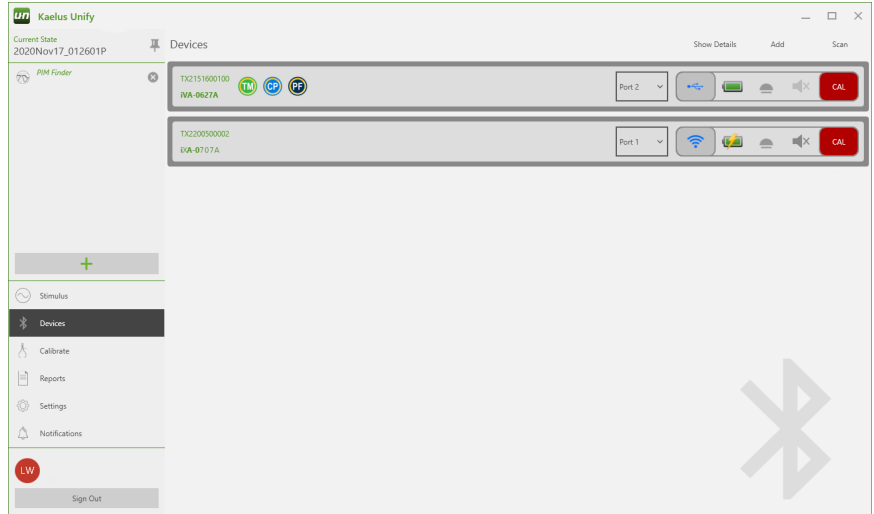 un Kaelus Unify
Current State
2020Nov17_012601P
Devices
Show Details Add Scan
PIM Finder
TX2151600100
iVA-0627A
TM CP PF
Port 2
CAL
TX2200500002
iXA-0707A
Port 1
CAL
Stimulus
Devices
Calibrate
Reports
Settings
Notifications
LW
Sign Out